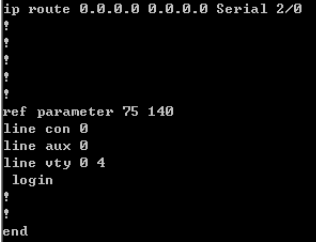 ip route 0.0.0.0 0.0.0.0 Serial 2/0
!
!
!
!
!
ref parameter 75 140
line con 0
line aux 0
line vty 0 4
 login
!
!
end